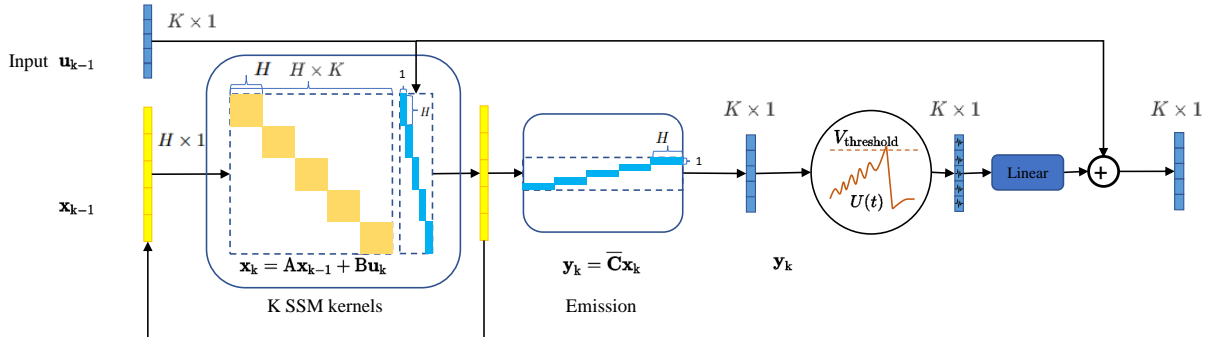 K × 1
Input u_{k−1}
H
H × K
1
H
H × 1
x_{k−1}
x_k = Ax_{k−1} + Bu_k
K SSM kernels
H
1
y_k = \overline{C}x_k
Emission
K × 1
y_k
V_threshold
U(t)
K × 1
Linear
+
K × 1